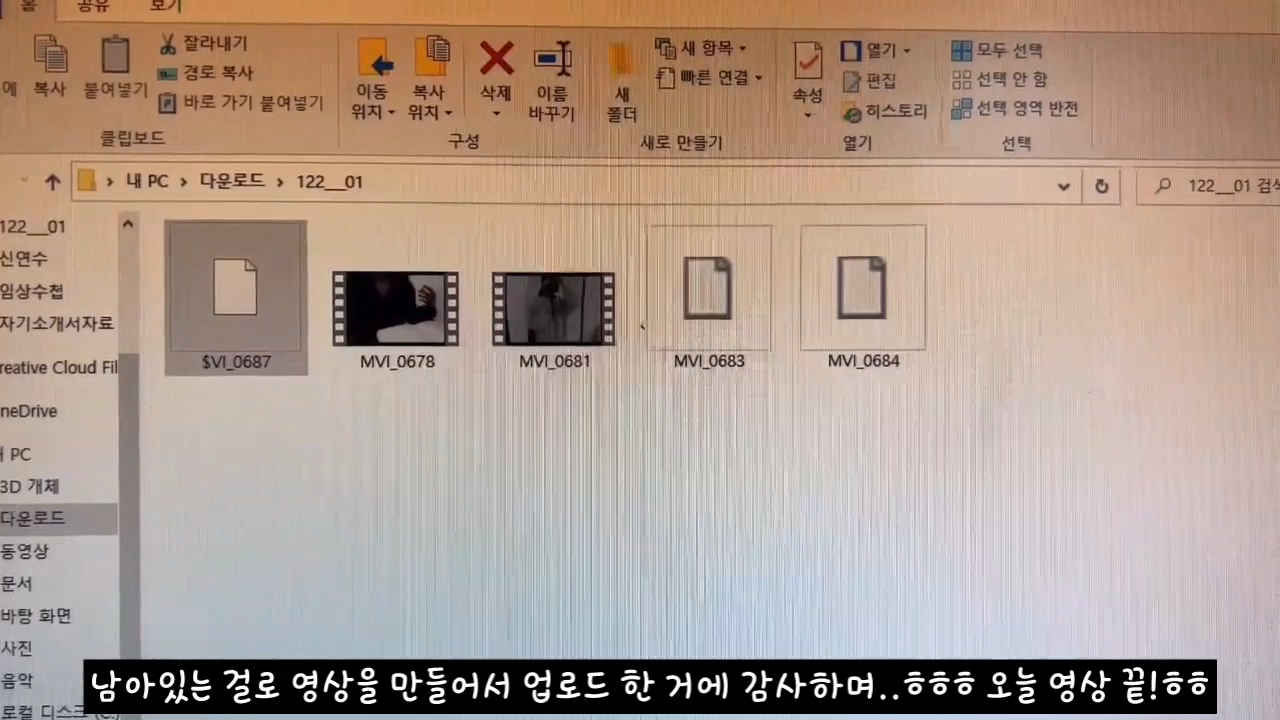 홈 공유 보기
에 복사 붙여넣기 잘라내기 경로 복사 바로 가기 붙여넣기
이동 위치 복사 위치 삭제 이름 바꾸기
새 폴더 새 항목 빠른 연결
속성 열기 편집 히스토리
모두 선택 선택 안 함 선택 영역 반전
클립보드 구성 새로 만들기 열기 선택
내 PC > 다운로드 > 122__01
122__01 검색
122__01
신연수
임상수첩
자기소개서자료
reative Cloud Fil
neDrive
PC
3D 개체
다운로드
동영상
문서
바탕 화면
사진
음악
로컬 디스크 (C:)
$VI_0687 MVI_0678 MVI_0681 MVI_0683 MVI_0684
남아있는 걸로 영상을 만들어서 업로드 한 거에 감사하며..ㅎㅎㅎ 오늘 영상 끝!ㅎㅎ